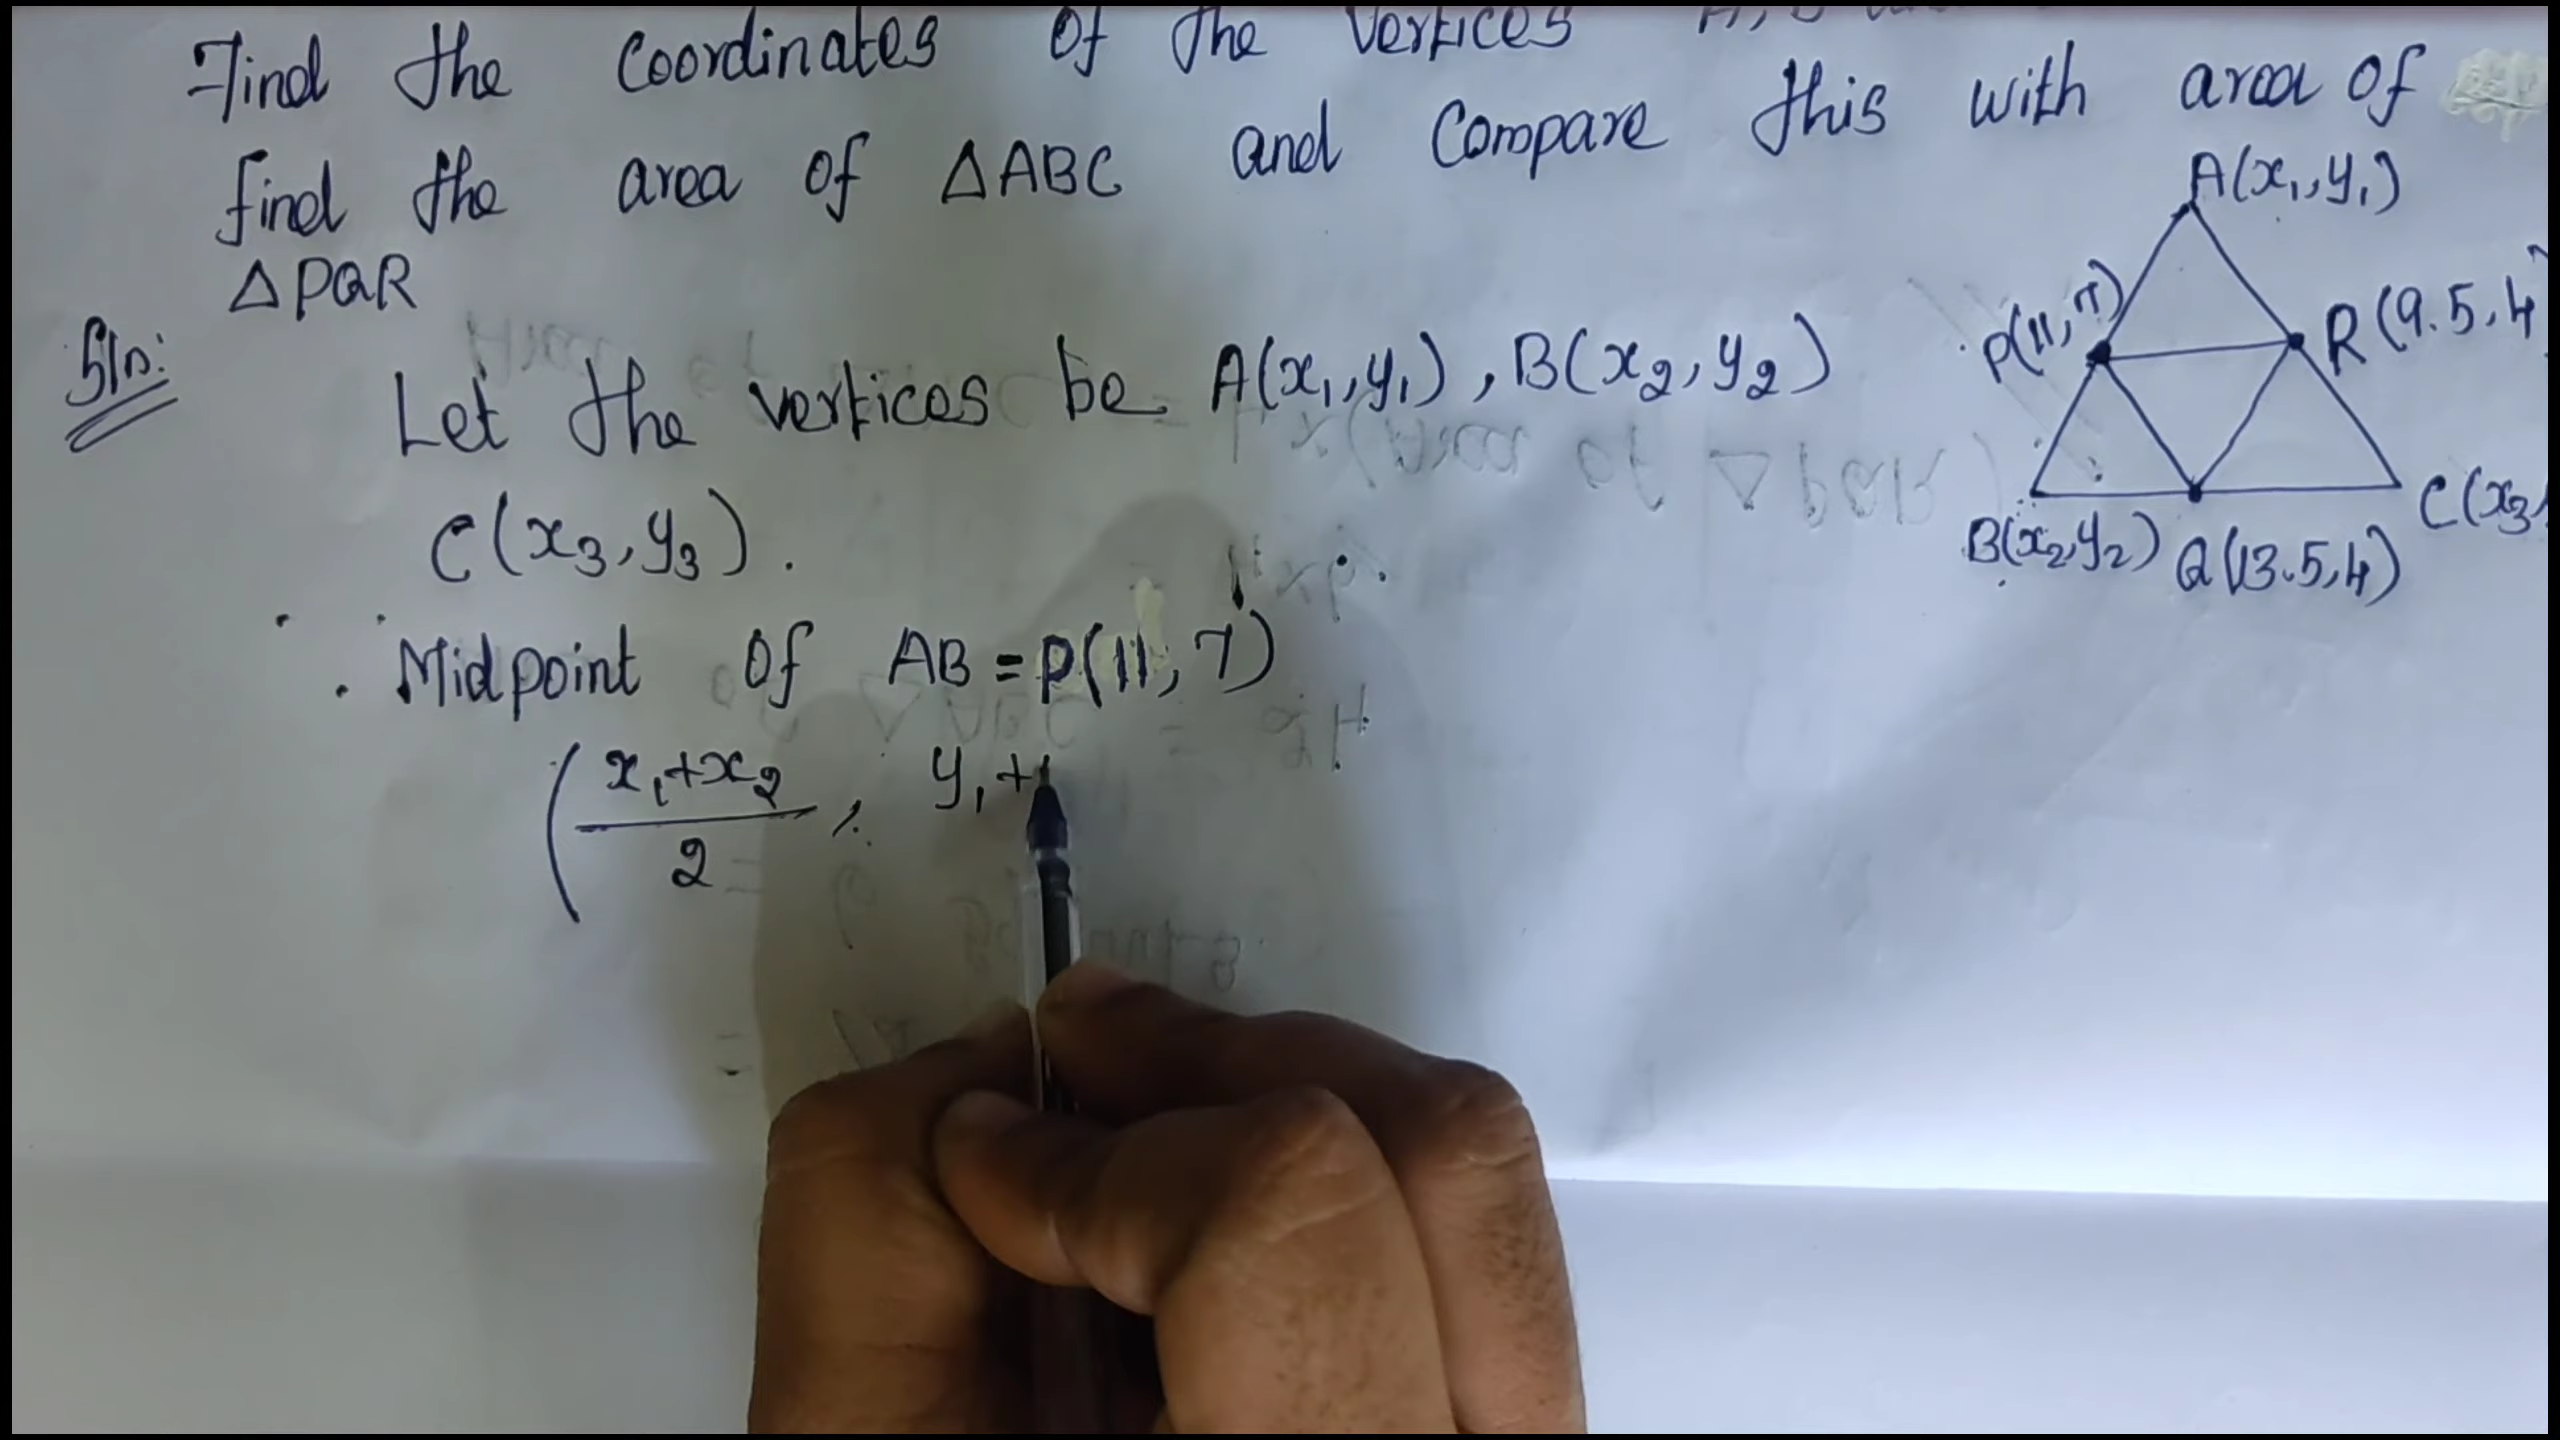 Find the coordinates of the vertices
find the area of ΔABC and compare this with area of
ΔPQR
Sln:
Let the vertices be A(x₁,y₁), B(x₂,y₂)
C(x₃,y₃).
∴ Midpoint of AB = P(11,7)
(x₁+x₂/2, y₁+
A(x₁,y₁)
P(11,7)
R(9.5,4
B(x₂,y₂)
Q(13.5,4)
C(x₃,